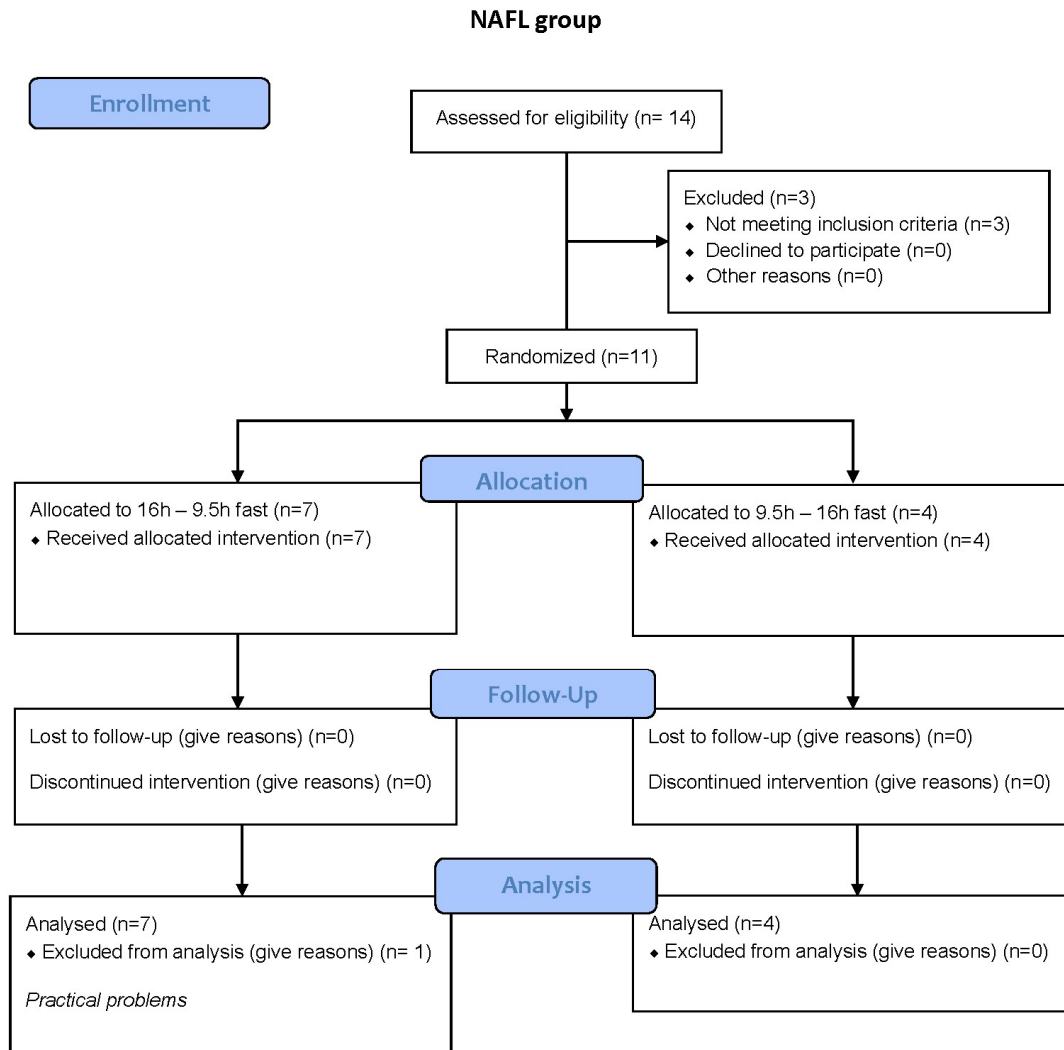 NAFL group
Enrollment
Assessed for eligibility (n= 14)
Excluded (n=3)
⬥ Not meeting inclusion criteria (n=3)
⬥ Declined to participate (n=0)
⬥ Other reasons (n=0)
Randomized (n=11)
Allocation
Allocated to 16h – 9.5h fast (n=7)
⬥ Received allocated intervention (n=7)
Allocated to 9.5h – 16h fast (n=4)
⬥ Received allocated intervention (n=4)
Follow-Up
Lost to follow-up (give reasons) (n=0)
Discontinued intervention (give reasons) (n=0)
Lost to follow-up (give reasons) (n=0)
Discontinued intervention (give reasons) (n=0)
Analysis
Analysed (n=7)
⬥ Excluded from analysis (give reasons) (n= 1)
Practical problems
Analysed (n=4)
⬥ Excluded from analysis (give reasons) (n=0)